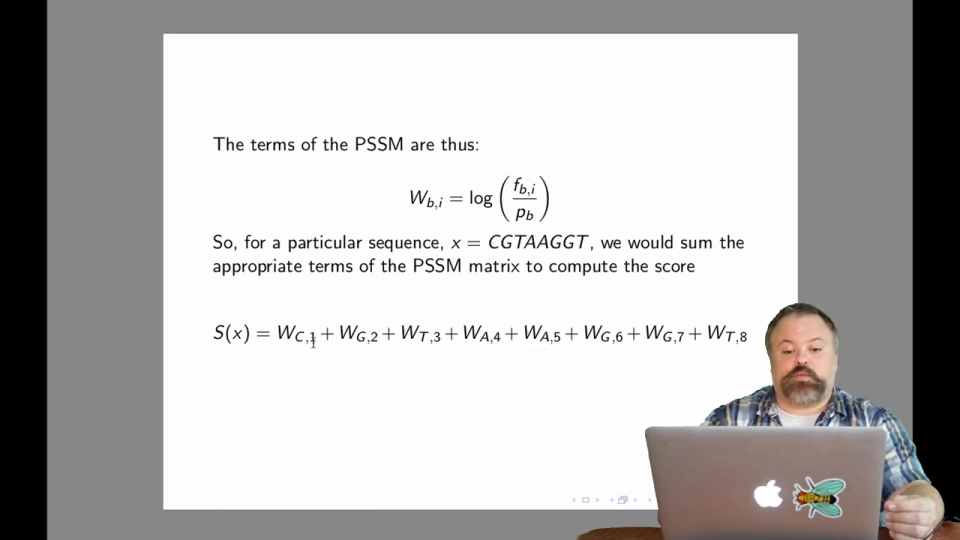 The terms of the PSSM are thus:
W_{b,i} = log ( f_{b,i} / p_b )
So, for a particular sequence, x = CGTAAGGT, we would sum the
appropriate terms of the PSSM matrix to compute the score
S(x) = W_{C,1} + W_{G,2} + W_{T,3} + W_{A,4} + W_{A,5} + W_{G,6} + W_{G,7} + W_{T,8}